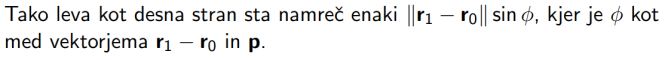 Tako leva kot desna stran sta namreč enaki ‖r₁ − r₀‖ sin ϕ, kjer je ϕ kot
med vektorjema r₁ − r₀ in p.